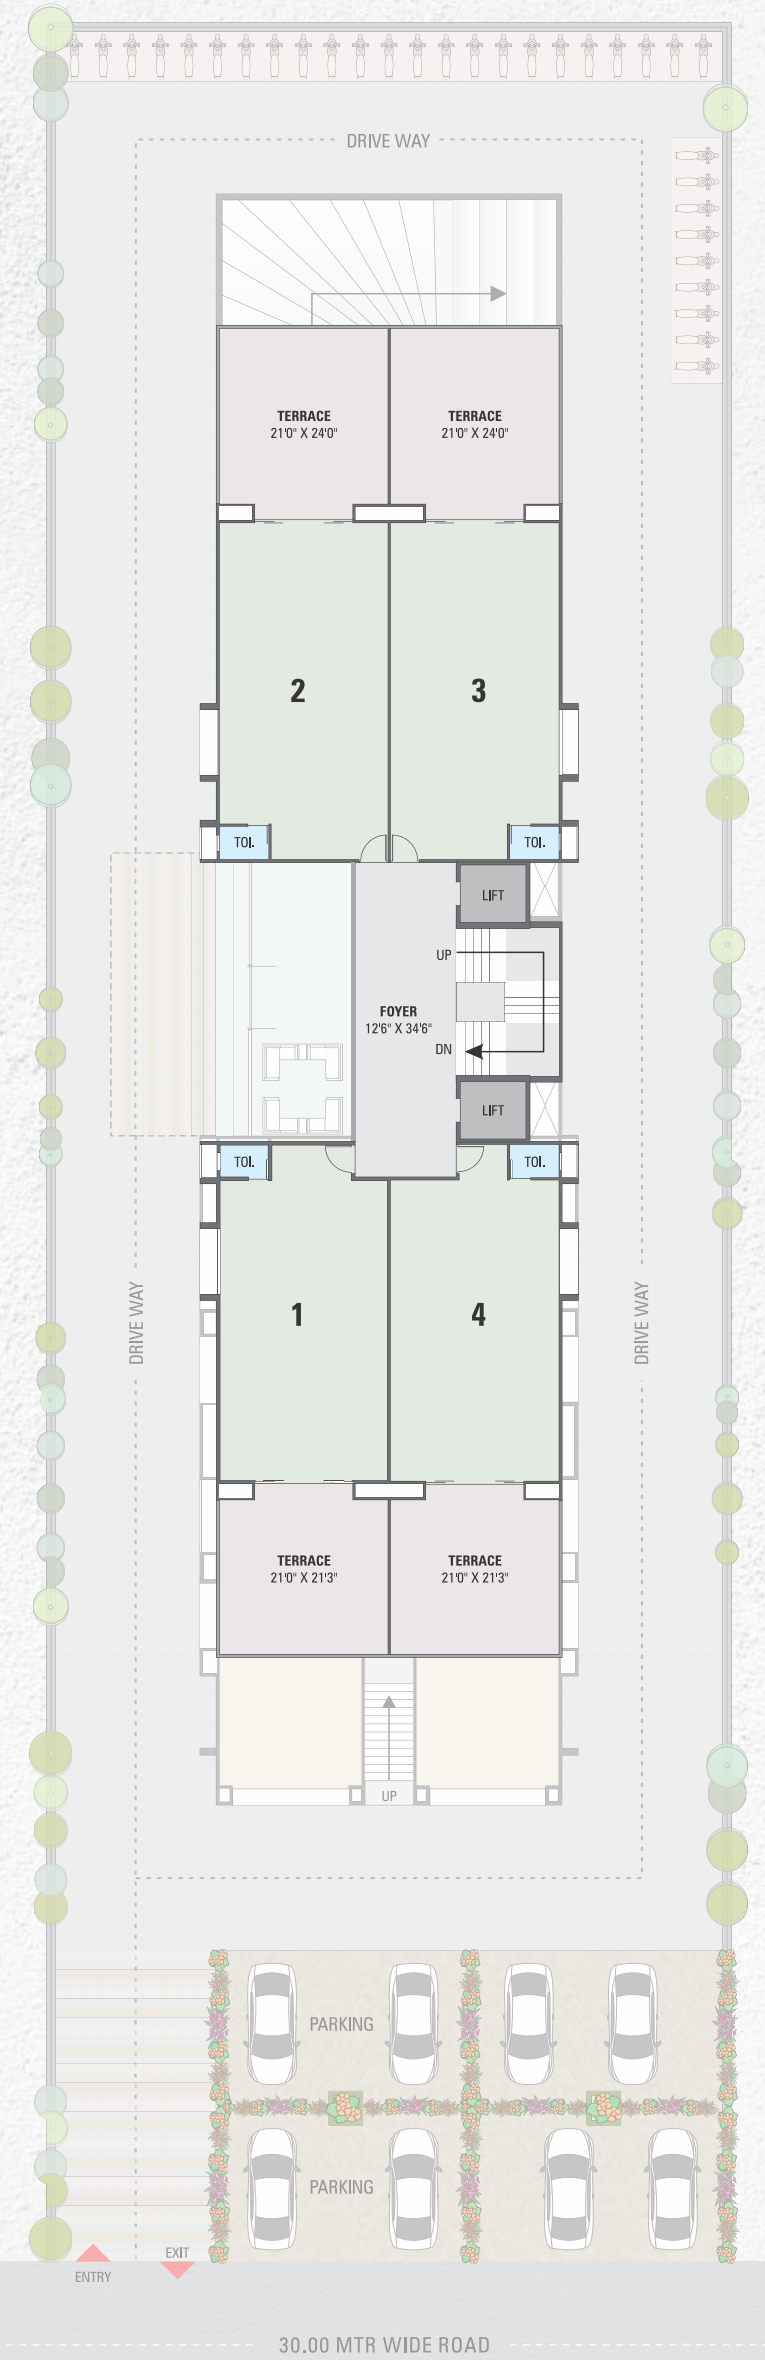 DRIVE WAY
TERRACE
21'0" X 24'0"
TERRACE
21'0" X 24'0"
2
3
TOI.
TOI.
LIFT
UP
FOYER
12'6" X 34'6"
DN
LIFT
TOI.
TOI.
DRIVE WAY
1
4
DRIVE WAY
TERRACE
21'0" X 21'3"
TERRACE
21'0" X 21'3"
UP
PARKING
PARKING
EXIT
ENTRY
30.00 MTR WIDE ROAD